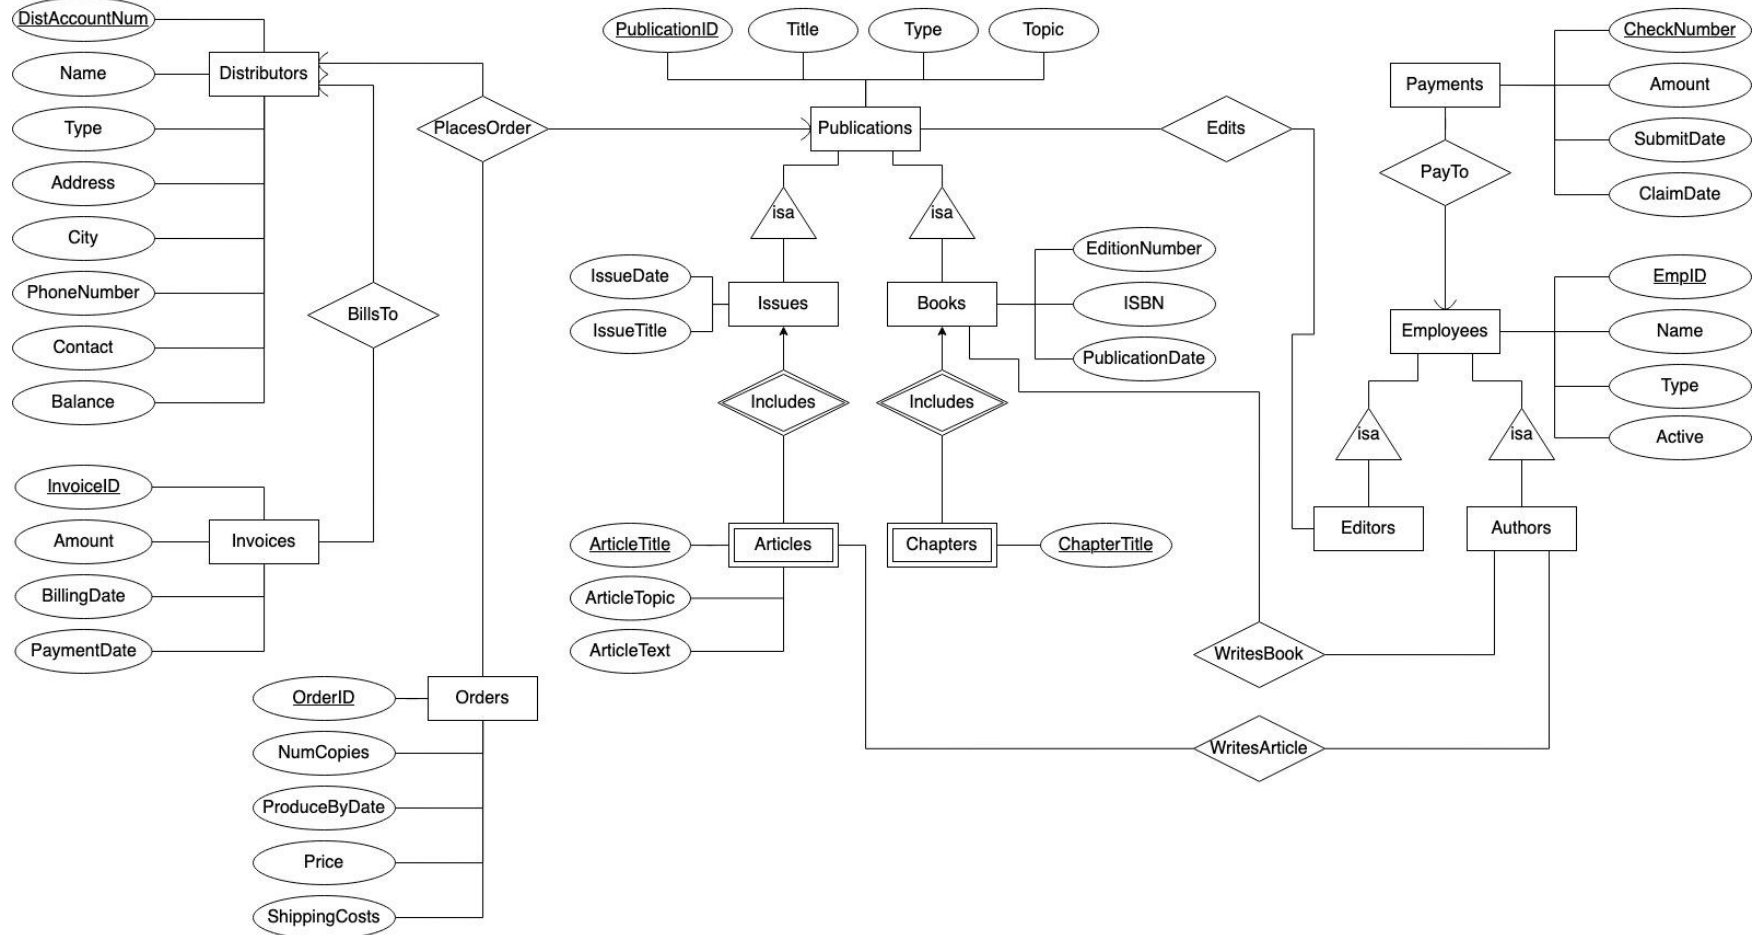 DistAccountNum
Name
Distributors
Type
Address
City
PhoneNumber
Contact
Balance
BillsTo
InvoiceID
Amount
Invoices
BillingDate
PaymentDate
PlacesOrder
OrderID
Orders
NumCopies
ProduceByDate
Price
ShippingCosts
PublicationID
Title
Type
Topic
Publications
Edits
isa
isa
IssueDate
IssueTitle
Issues
Books
EditionNumber
ISBN
PublicationDate
Includes
Includes
ArticleTitle
Articles
ArticleTopic
ArticleText
Chapters
ChapterTitle
WritesBook
WritesArticle
Payments
CheckNumber
Amount
SubmitDate
ClaimDate
PayTo
Employees
EmpID
Name
Type
Active
isa
isa
Editors
Authors